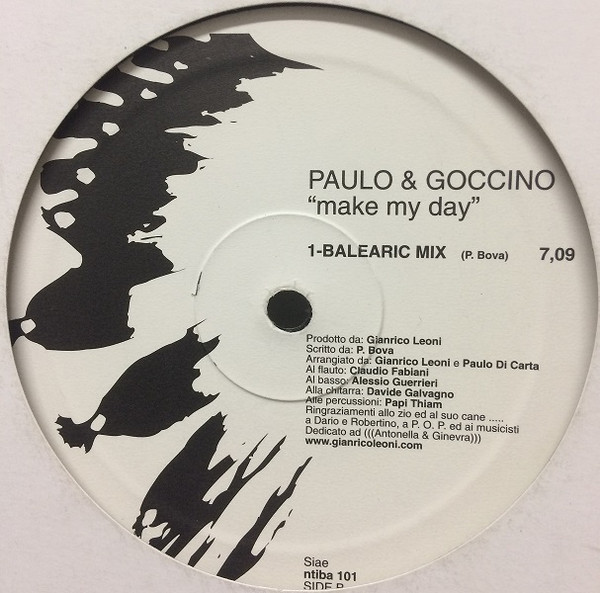 PAULO & GOCCINO
“make my day”
1-BALEARIC MIX (P. Bova) 7,09
Prodotto da: Gianrico Leoni
Scritto da: P. Bova
Arrangiato da: Gianrico Leoni e Paulo Di Carta
Al flauto: Claudio Fabiani
Al basso: Alessio Guerrieri
Alla chitarra: Davide Galvagno
Alle percussioni: Papi Thiam
Ringraziamenti allo zio ed al suo cane .....
a Dario e Robertino, a P. O. P. ed ai musicisti
Dedicato ad (((Antonella & Ginevra)))
www.gianricoleoni.com
Siae
ntiba 101
SIDE